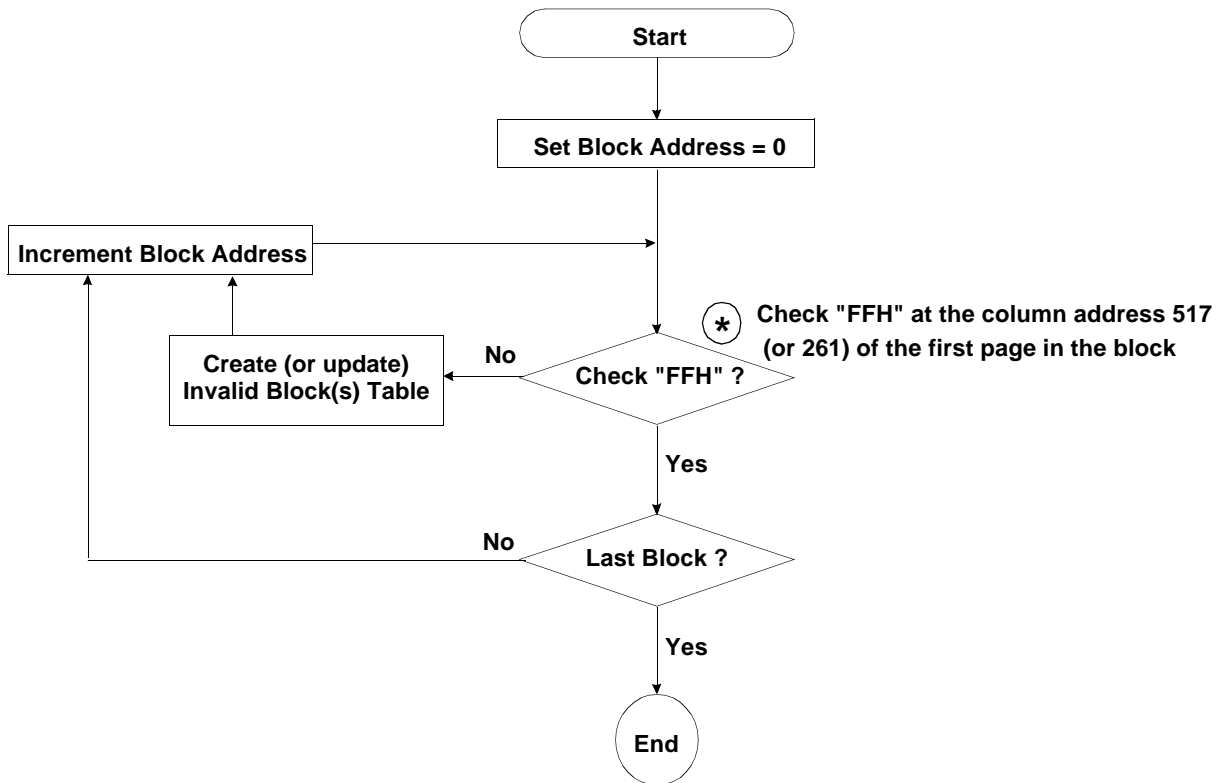 Start
Set Block Address = 0
Increment Block Address
* Check "FFH" at the column address 517
(or 261) of the first page in the block
No
Create (or update)
Invalid Block(s) Table
Check "FFH" ?
Yes
No
Last Block ?
Yes
End